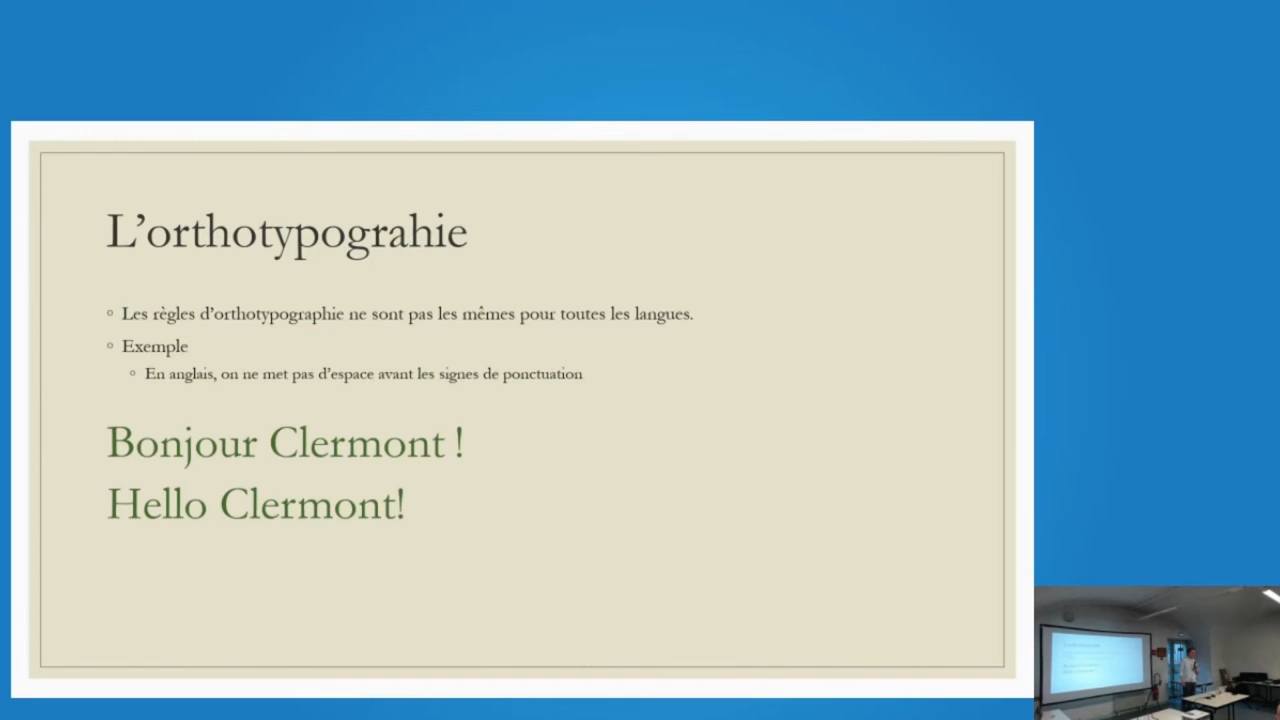 L’orthotypograhie
◦ Les règles d’orthotypographie ne sont pas les mêmes pour toutes les langues.
◦ Exemple
◦ En anglais, on ne met pas d’espace avant les signes de ponctuation
Bonjour Clermont !
Hello Clermont!